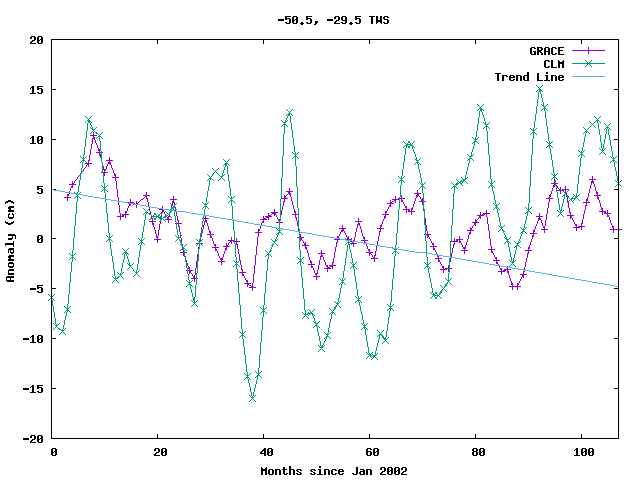 -50.5, -29.5 TWS
GRACE
CLM
Trend Line
20
15
10
5
0
-5
-10
-15
-20
Anomaly (cm)
0 20 40 60 80 100
Months since Jan 2002